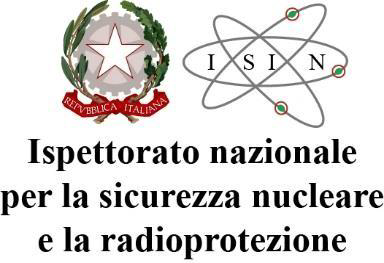 REPVBBLICA ITALIANA
I S I N
Ispettorato nazionale
per la sicurezza nucleare
e la radioprotezione